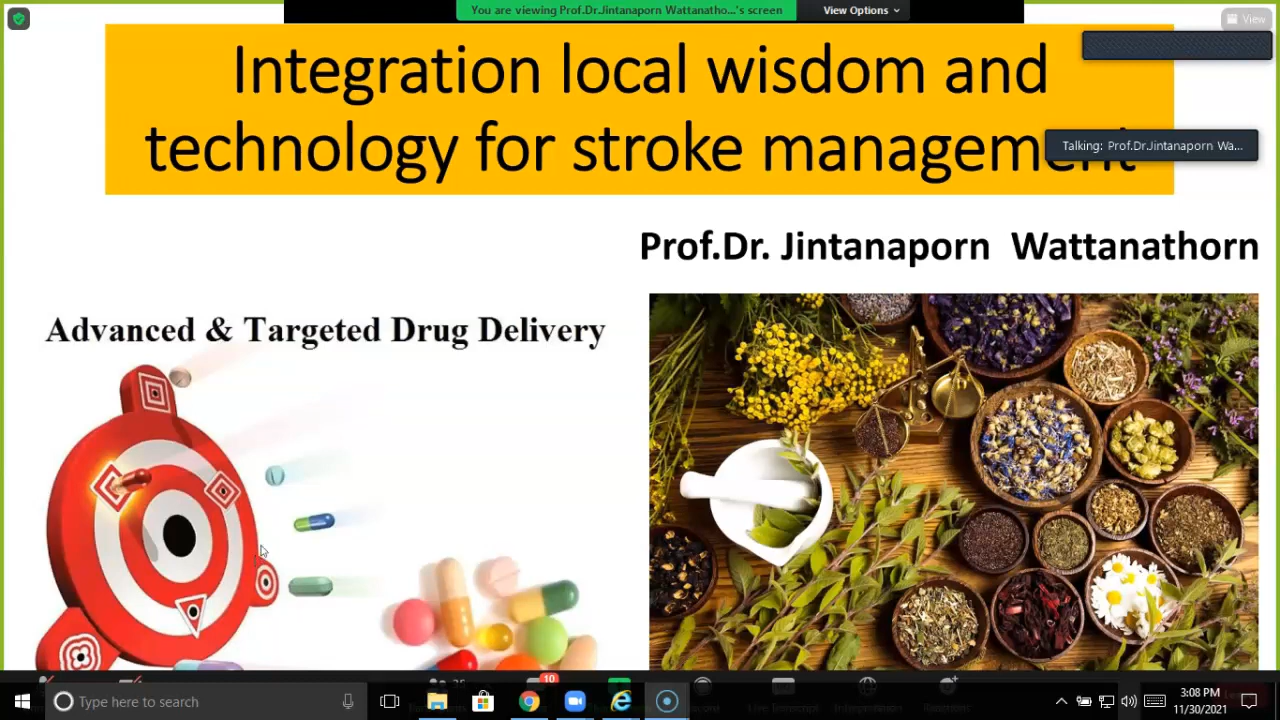 You are viewing Prof.Dr.Jintanaporn Wattanatho...'s screen
View Options
View
Integration local wisdom and
technology for stroke management
Talking: Prof.Dr.Jintanaporn Wa...
Prof.Dr. Jintanaporn Wattanathorn
Advanced & Targeted Drug Delivery
10
Type here to search
3:08 PM
11/30/2021